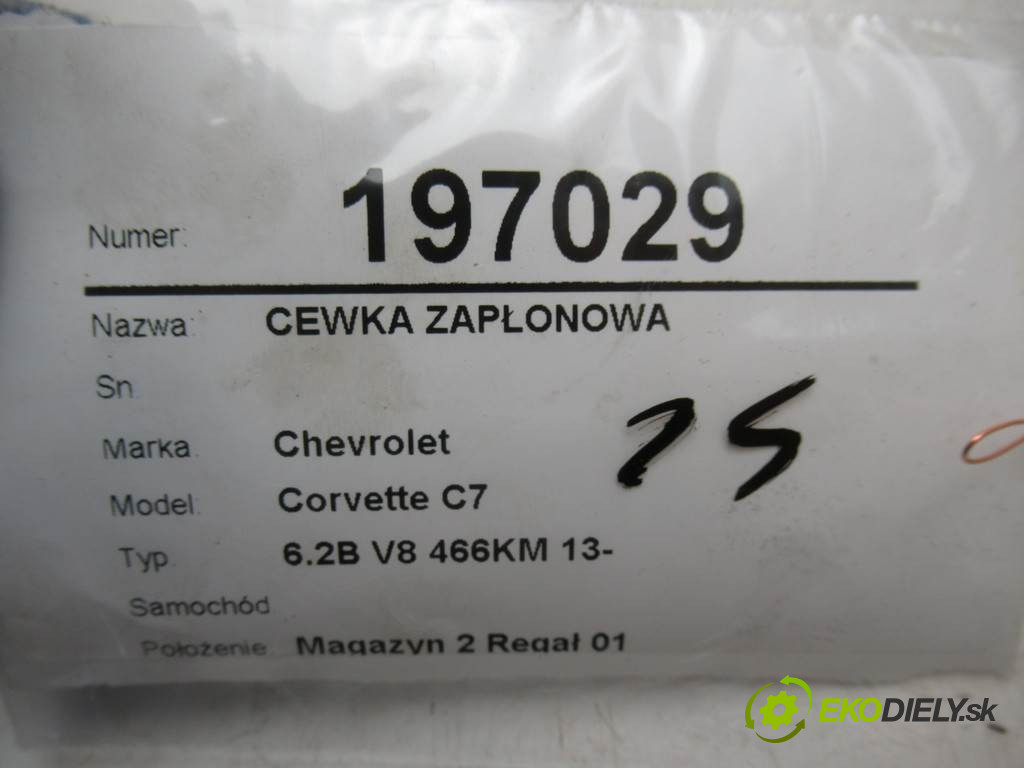 Numer: 197029
Nazwa: CEWKA ZAPŁONOWA
Sn
Marka Chevrolet
Model: Corvette C7
Typ 6.2B V8 466KM 13-
Samochód
Położenie Magazyn 2 Regał 01
EKODIELY.sk